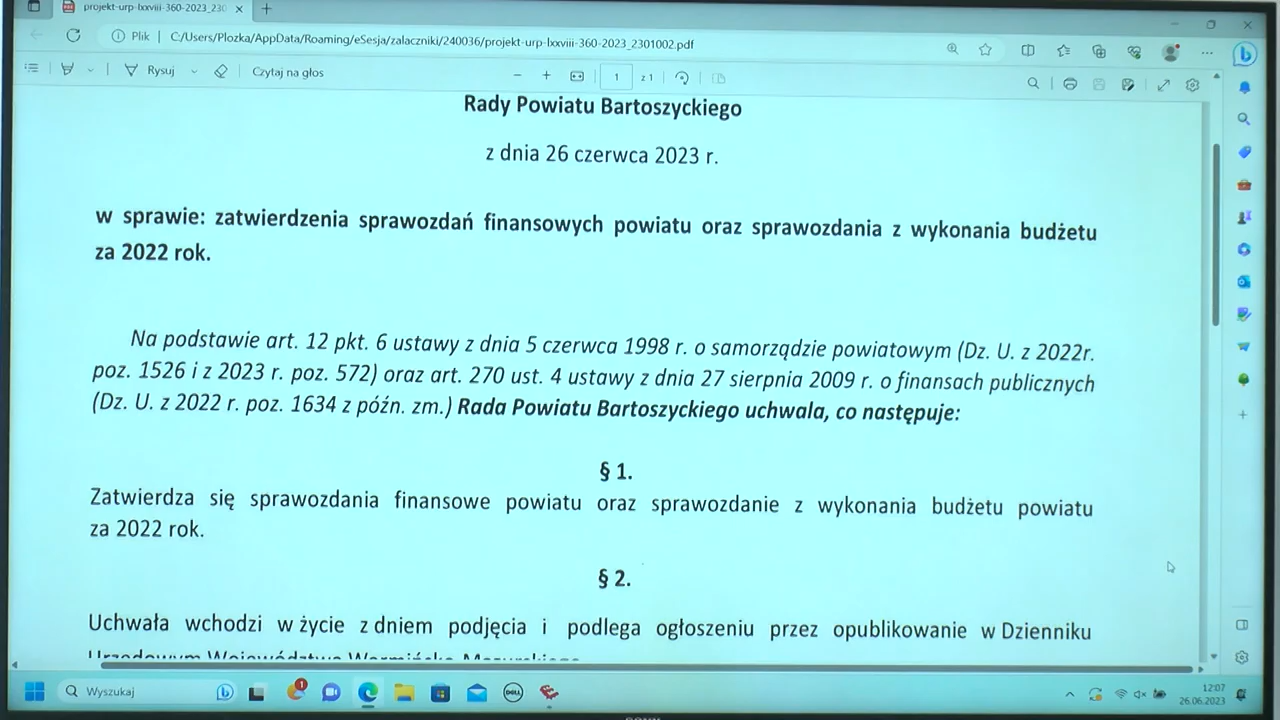 projekt-urp-lxxviii-360-2023_230
Plik | C:/Users/Plozka/AppData/Roaming/eSesja/zalaczniki/240036/projekt-urp-lxxviii-360-2023_2301002.pdf
Rysuj Czytaj na głos 1 z 1
Rady Powiatu Bartoszyckiego
z dnia 26 czerwca 2023 r.
w sprawie: zatwierdzenia sprawozdań finansowych powiatu oraz sprawozdania z wykonania budżetu
za 2022 rok.
Na podstawie art. 12 pkt. 6 ustawy z dnia 5 czerwca 1998 r. o samorządzie powiatowym (Dz. U. z 2022r.
poz. 1526 i z 2023 r. poz. 572) oraz art. 270 ust. 4 ustawy z dnia 27 sierpnia 2009 r. o finansach publicznych
(Dz. U. z 2022 r. poz. 1634 z późn. zm.) Rada Powiatu Bartoszyckiego uchwala, co następuje:
§ 1.
Zatwierdza się sprawozdania finansowe powiatu oraz sprawozdanie z wykonania budżetu powiatu
za 2022 rok.
§ 2.
Uchwała wchodzi w życie z dniem podjęcia i podlega ogłoszeniu przez opublikowanie w Dzienniku
Urzędowym Województwa Warmińsko-Mazurskiego
Wyszukaj 1 DELL 12:07
26.06.2023